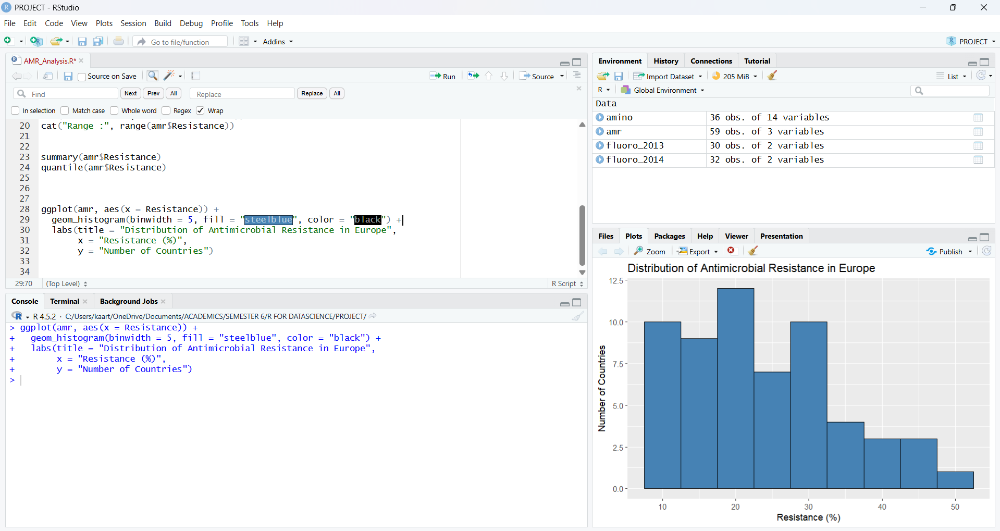 PROJECT - RStudio
File Edit Code View Plots Session Build Debug Profile Tools Help
Go to file/function Addins PROJECT
AMR_Analysis.R*
Source on Save Run Source
Find Next Prev All Replace Replace All
In selection Match case Whole word Regex Wrap
20 cat("Range :", range(amr$Resistance))
21
22
23 summary(amr$Resistance)
24 quantile(amr$Resistance)
25
26
27
28 ggplot(amr, aes(x = Resistance)) +
29   geom_histogram(binwidth = 5, fill = "steelblue", color = "black") +
30   labs(title = "Distribution of Antimicrobial Resistance in Europe",
31        x = "Resistance (%)",
32        y = "Number of Countries")
33
34
29:70 (Top Level) R Script
Console Terminal Background Jobs
R 4.5.2 · C:/Users/kaart/OneDrive/Documents/ACADEMICS/SEMESTER 6/R FOR DATASCIENCE/PROJECT/
> ggplot(amr, aes(x = Resistance)) +
+   geom_histogram(binwidth = 5, fill = "steelblue", color = "black") +
+   labs(title = "Distribution of Antimicrobial Resistance in Europe",
+        x = "Resistance (%)",
+        y = "Number of Countries")
>
Environment History Connections Tutorial
Import Dataset 205 MiB List
R Global Environment
Data
amino 36 obs. of 14 variables
amr 59 obs. of 3 variables
fluoro_2013 30 obs. of 2 variables
fluoro_2014 32 obs. of 2 variables
Files Plots Packages Help Viewer Presentation
Zoom Export Publish
Distribution of Antimicrobial Resistance in Europe
12.5
10.0
7.5
5.0
2.5
0.0
Number of Countries
10 20 30 40 50
Resistance (%)